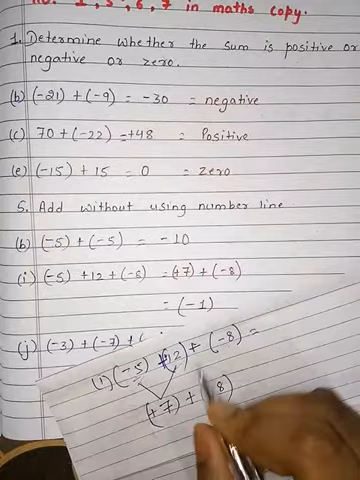 no. 1, 5, 6, 7 in maths copy.
1. Determine whether the sum is positive or
negative or zero.
(b) (-21) + (-9) = -30 = negative
(c) 70 + (-22) = +48 = Positive
(e) (-15) + 15 = 0 = zero
5. Add without using number line
(b) (-5) + (-5) = -10
(i) (-5) + 12 + (-8) = (+7) + (-8)
= (-1)
(j) (-3) + (-7) +
(i) (-5) + (12) + (-8) =
(+7) + 8)